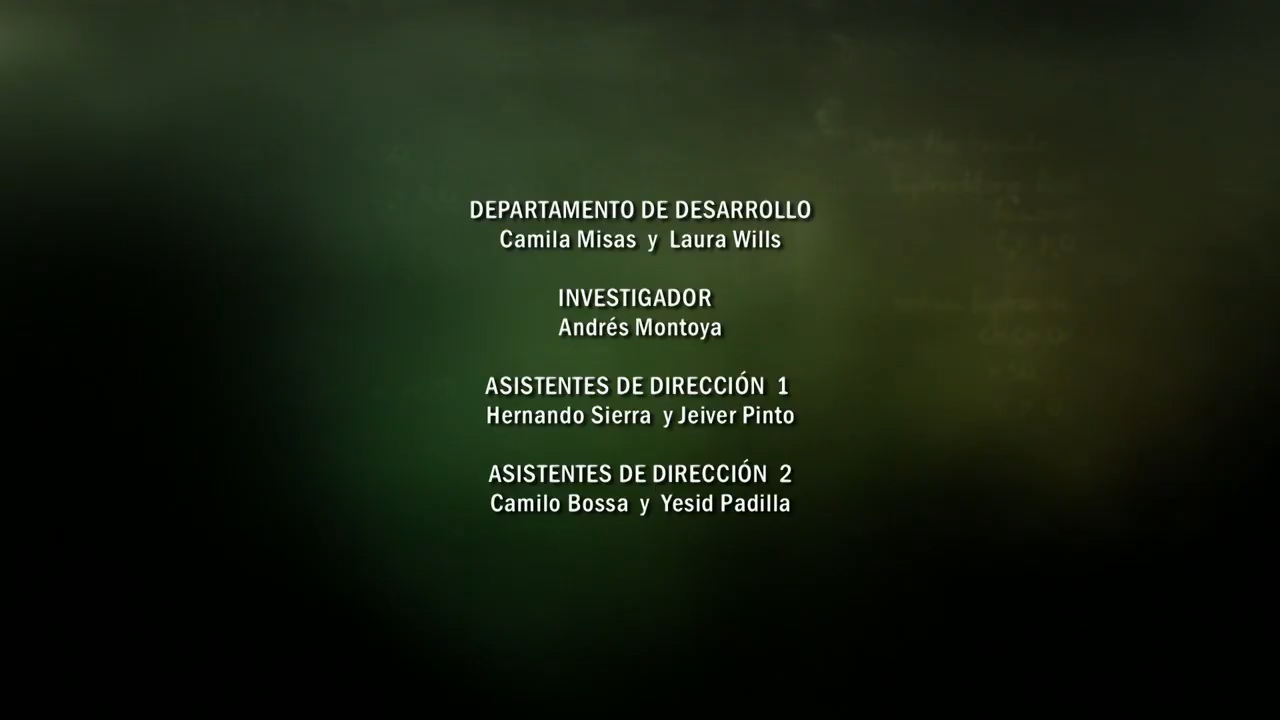 DEPARTAMENTO DE DESARROLLO
Camila Misas y Laura Wills
INVESTIGADOR
Andrés Montoya
ASISTENTES DE DIRECCIÓN 1
Hernando Sierra y Jeiver Pinto
ASISTENTES DE DIRECCIÓN 2
Camilo Bossa y Yesid Padilla